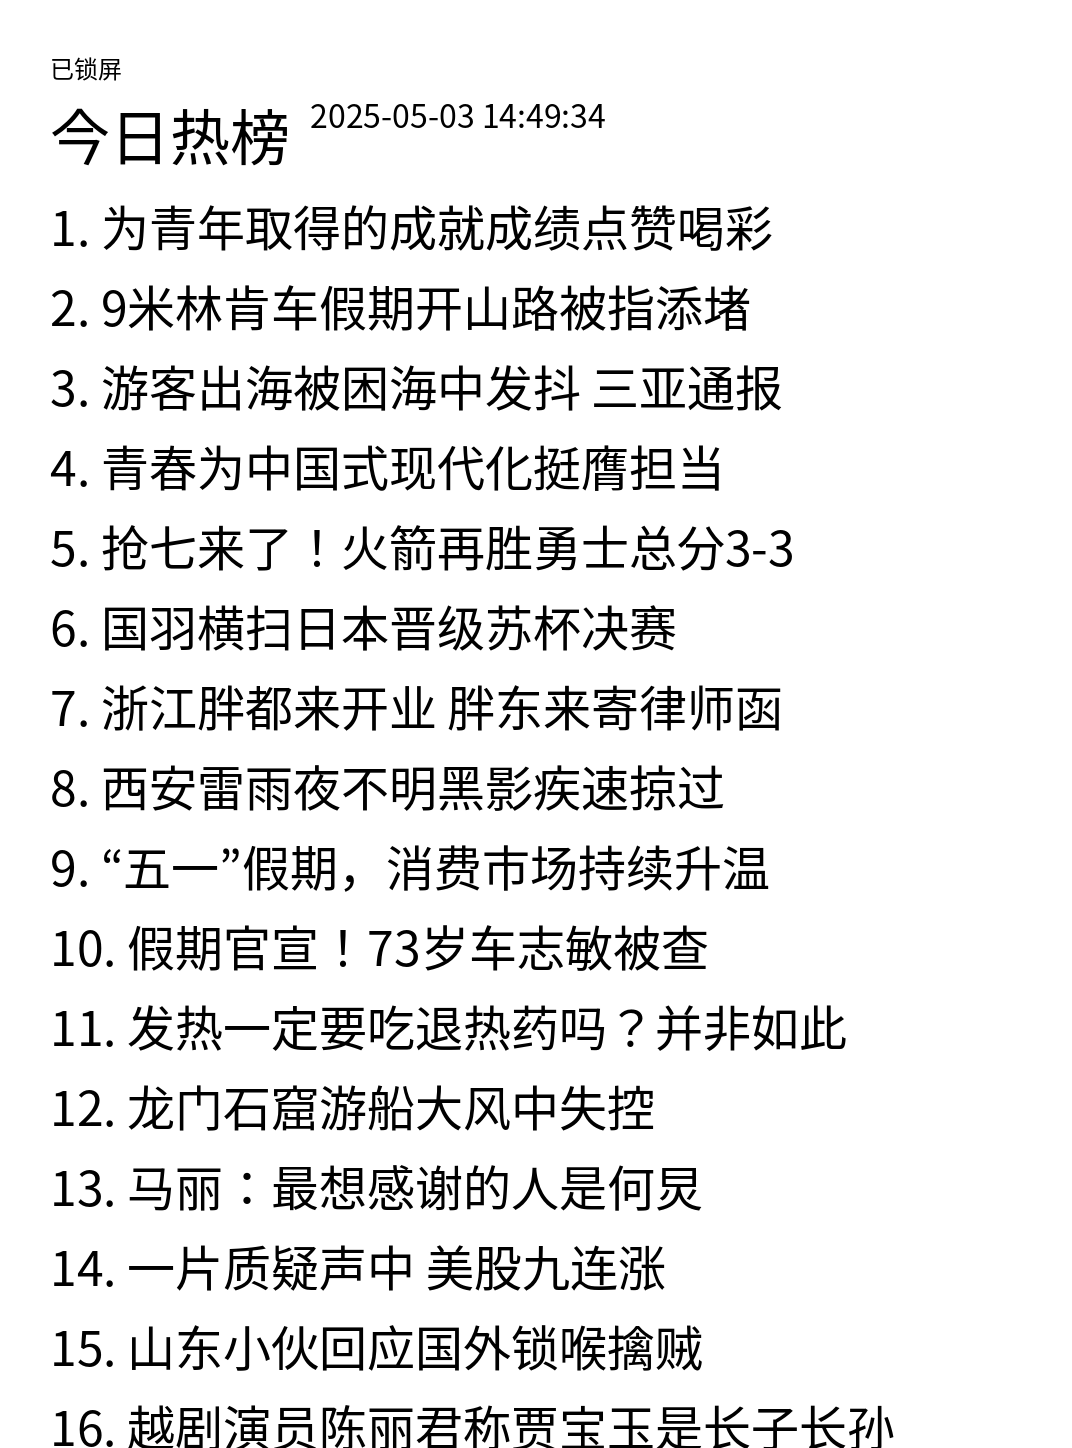 已锁屏
今日热榜 2025-05-03 14:49:34
1. 为青年取得的成就成绩点赞喝彩
2. 9米林肯车假期开山路被指添堵
3. 游客出海被困海中发抖 三亚通报
4. 青春为中国式现代化挺膺担当
5. 抢七来了！火箭再胜勇士总分3-3
6. 国羽横扫日本晋级苏杯决赛
7. 浙江胖都来开业 胖东来寄律师函
8. 西安雷雨夜不明黑影疾速掠过
9. “五一”假期，消费市场持续升温
10. 假期官宣！73岁车志敏被查
11. 发热一定要吃退热药吗？并非如此
12. 龙门石窟游船大风中失控
13. 马丽：最想感谢的人是何炅
14. 一片质疑声中 美股九连涨
15. 山东小伙回应国外锁喉擒贼
16. 越剧演员陈丽君称贾宝玉是长子长孙